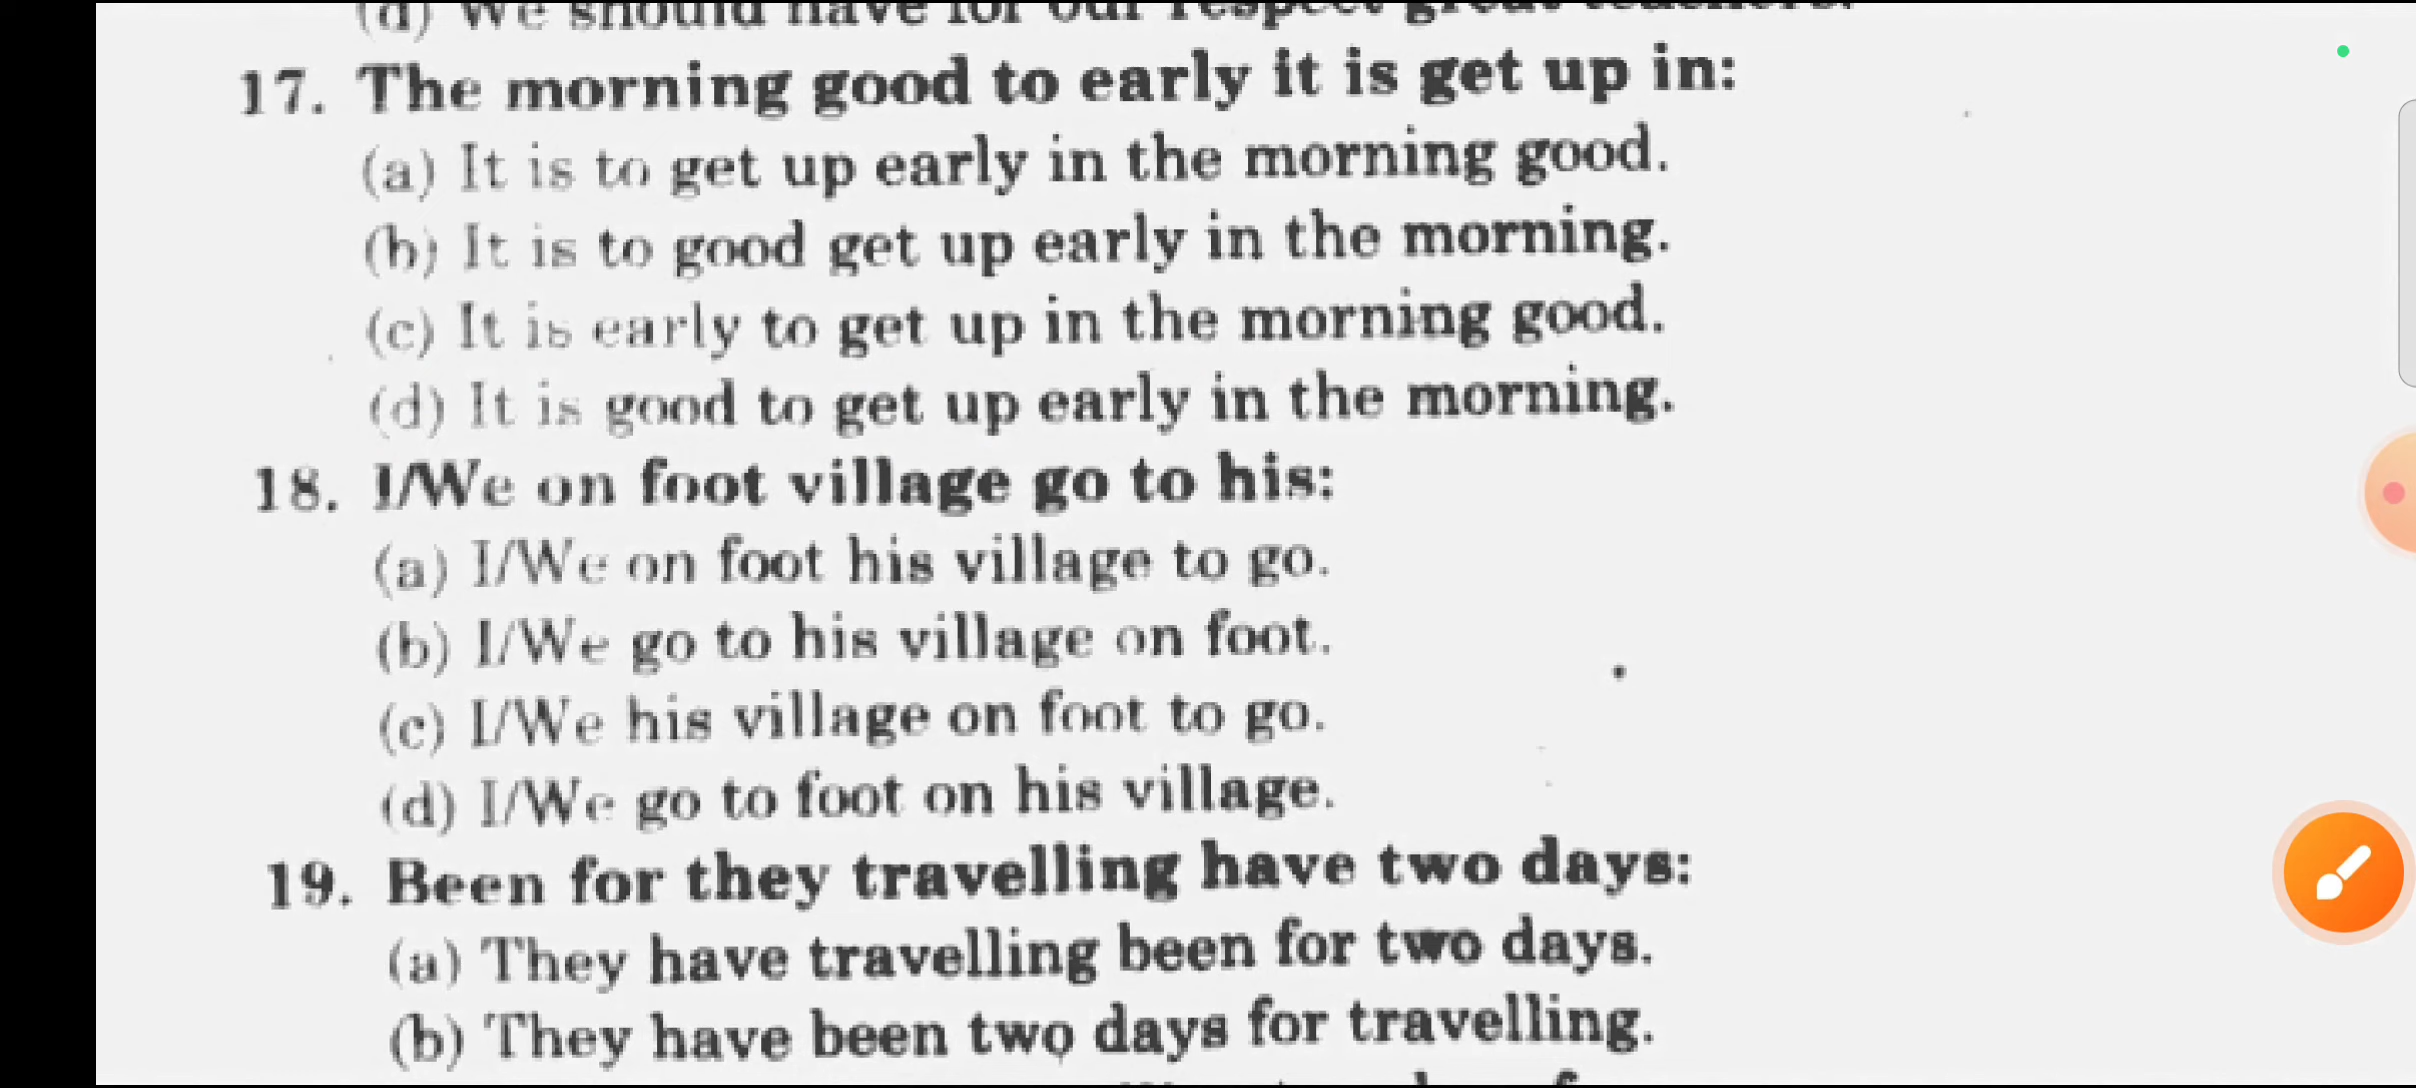 (d) We should have for our respect great teachers.
17. The morning good to early it is get up in:
(a) It is to get up early in the morning good.
(b) It is to good get up early in the morning.
(c) It is early to get up in the morning good.
(d) It is good to get up early in the morning.
18. I/We on foot village go to his:
(a) I/We on foot his village to go.
(b) I/We go to his village on foot.
(c) I/We his village on foot to go.
(d) I/We go to foot on his village.
19. Been for they travelling have two days:
(a) They have travelling been for two days.
(b) They have been two days for travelling.